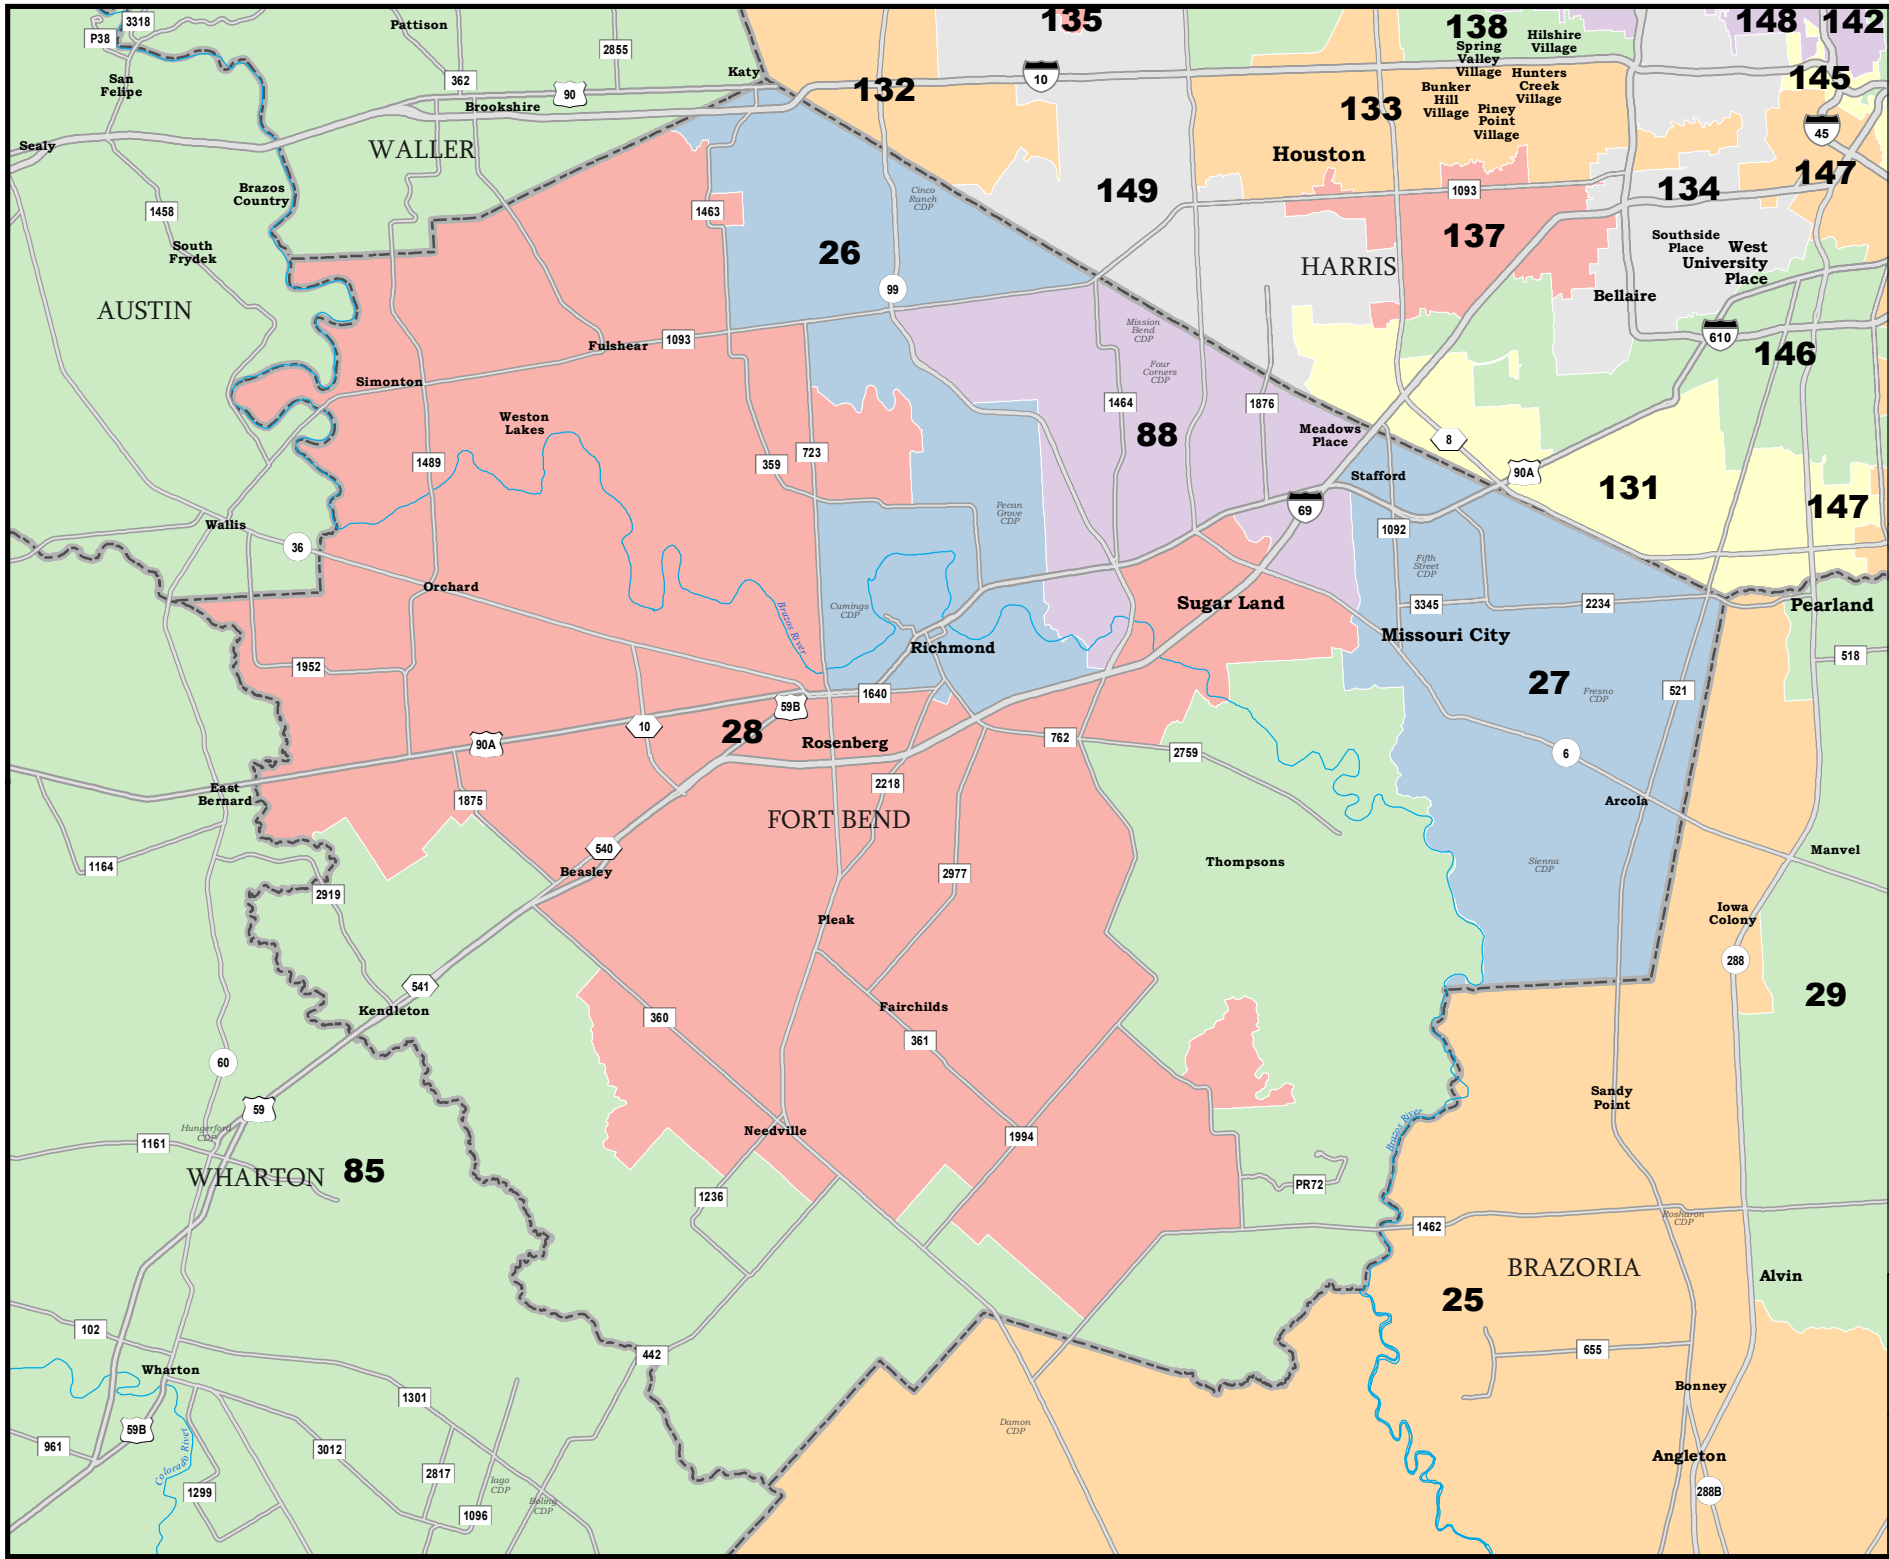 135
138
148
142
3318
P38
Pattison
2855
Katy
362
90
Brookshire
10
132
133
Spring
Valley
Village
Hilshire
Village
Bunker
Hill
Village
Hunters
Creek
Village
Piney
Point
Village
145
45
San
Felipe
Sealy
WALLER
Houston
149
147
134
1093
137
Brazos
Country
1458
South
Frydek
1463
Cinco
Ranch
CDP
26
99
HARRIS
Southside
Place
West
University
Place
Bellaire
610
146
AUSTIN
Mission
Bend
CDP
Four
Corners
CDP
Fulshear
1093
Simonton
Weston
Lakes
1464
88
1876
Meadows
Place
8
Stafford
90A
131
147
1489
359
723
Pecan
Grove
CDP
69
1092
Wallis
36
Fifth
Street
CDP
Orchard
Brazos River
Cumings
CDP
Sugar Land
3345
2234
Pearland
Missouri City
Richmond
518
1952
1640
27
Fresno
CDP
521
59B
10
28
Rosenberg
90A
762
2759
6
2218
East
Bernard
1875
FORT BEND
Arcola
540
Beasley
Thompsons
Sienna
CDP
Manvel
1164
2919
2977
Pleak
Iowa
Colony
288
541
Kendleton
360
Fairchilds
361
29
60
59
Sandy
Point
Hungerford
CDP
1161
Needville
1994
Brazos River
WHARTON
85
1236
PR72
1462
Rosharon
CDP
BRAZORIA
Alvin
25
102
442
655
Wharton
1301
Bonney
59B
961
Colorado River
3012
2817
Iago
CDP
Boling
CDP
1299
1096
Damon
CDP
Angleton
288B